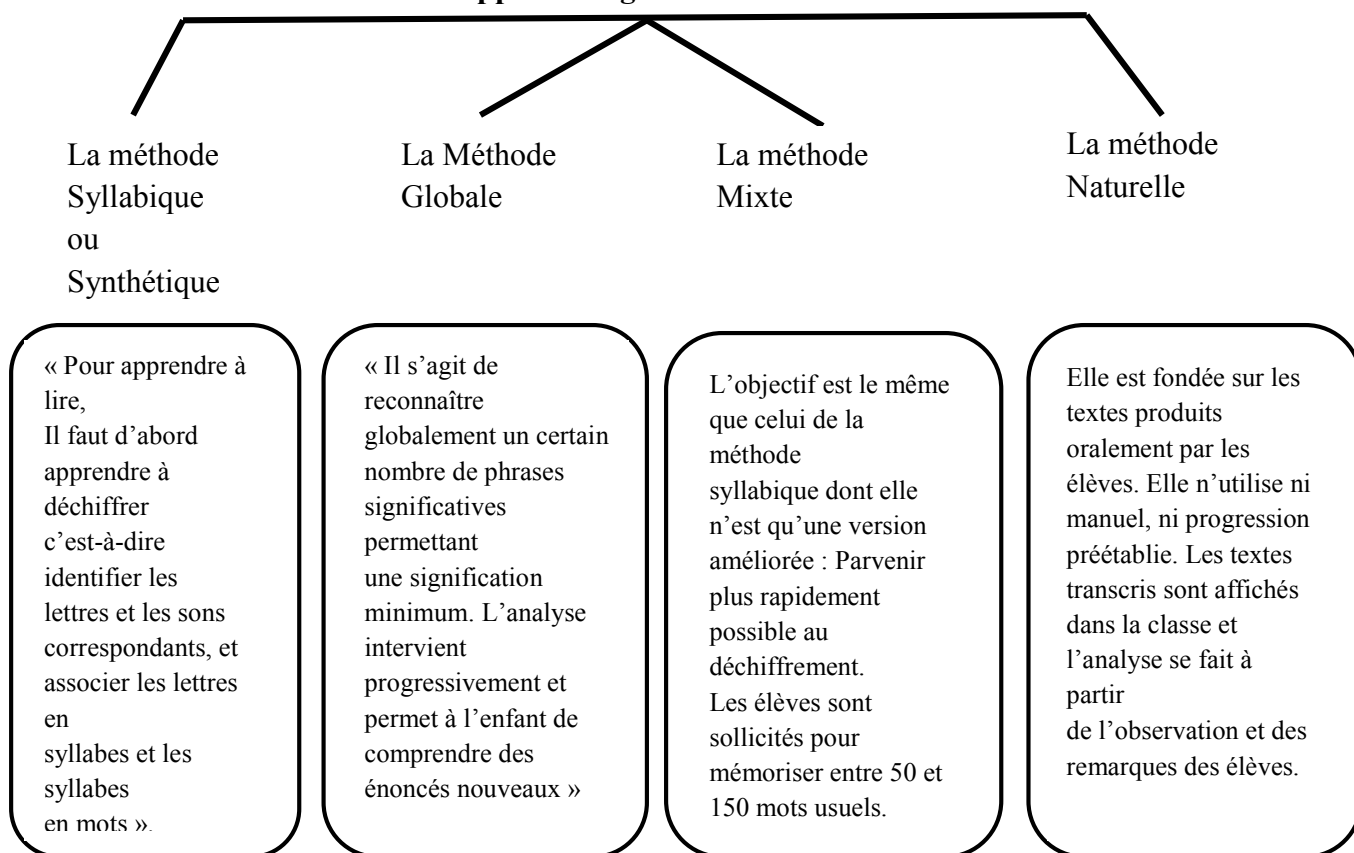 La méthode
Syllabique
ou
Synthétique
La Méthode
Globale
La méthode
Mixte
La méthode
Naturelle
« Pour apprendre à
lire,
Il faut d’abord
apprendre à
déchiffrer
c’est-à-dire
identifier les
lettres et les sons
correspondants, et
associer les lettres
en
syllabes et les
syllabes
en mots ».
« Il s’agit de
reconnaître
globalement un certain
nombre de phrases
significatives
permettant
une signification
minimum. L’analyse
intervient
progressivement et
permet à l’enfant de
comprendre des
énoncés nouveaux »
L’objectif est le même
que celui de la
méthode
syllabique dont elle
n’est qu’une version
améliorée : Parvenir
plus rapidement
possible au
déchiffrement.
Les élèves sont
sollicités pour
mémoriser entre 50 et
150 mots usuels.
Elle est fondée sur les
textes produits
oralement par les
élèves. Elle n’utilise ni
manuel, ni progression
préétablie. Les textes
transcris sont affichés
dans la classe et
l’analyse se fait à
partir
de l’observation et des
remarques des élèves.